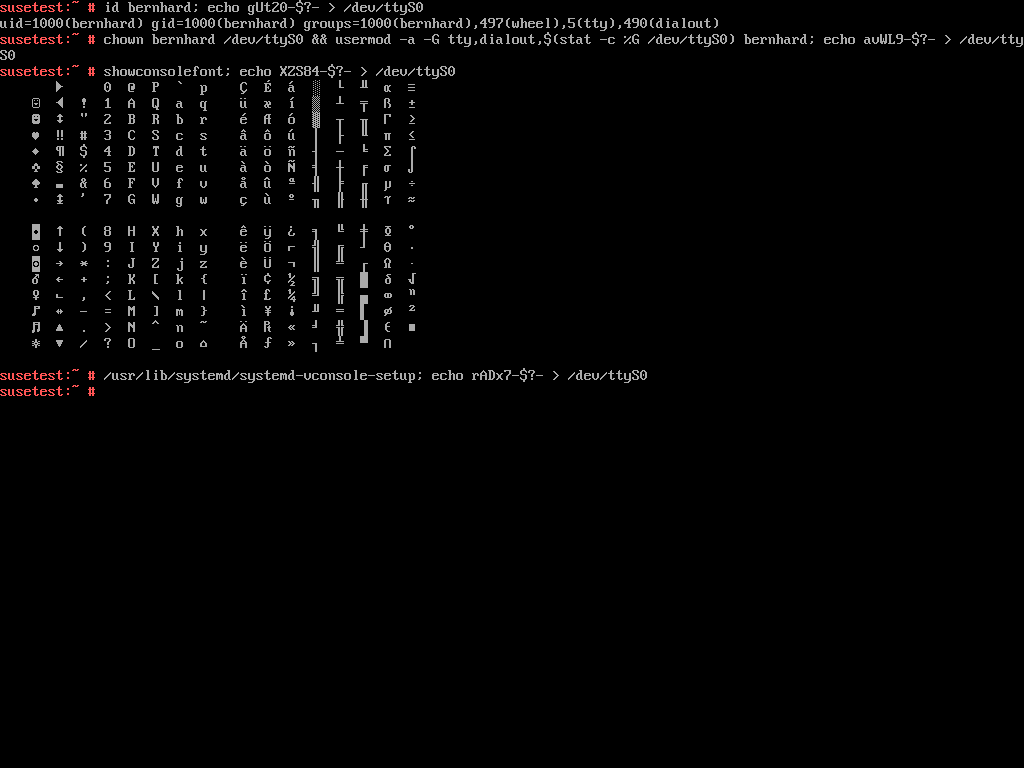 susetest:~ # id bernhard; echo gUt20-$?- > /dev/ttyS0
uid=1000(bernhard) gid=1000(bernhard) groups=1000(bernhard),497(wheel),5(tty),490(dialout)
susetest:~ # chown bernhard /dev/ttyS0 && usermod -a -G tty,dialout,$(stat -c %G /dev/ttyS0) bernhard; echo avWL9-$?- > /dev/tty
S0
susetest:~ # showconsolefont; echo XZS84-$?- > /dev/ttyS0
► 0 @ P ` p Ç É á ░ └ ╨ α ≡
☺ ◄ ! 1 A Q a q ü æ í ▒ ┴ ╤ ß ±
☻ ↕ " 2 B R b r é Æ ó ▓ ┬ ╥ Γ ≥
♥ ‼ # 3 C S c s â ô ú │ ├ ╙ π ≤
♦ ¶ $ 4 D T d t ä ö ñ ┤ ─ ╘ Σ ⌠
♣ § % 5 E U e u à ò Ñ ╡ ┼ ╒ σ ⌡
♠ ▬ & 6 F V f v å û ª ╢ ╞ ╓ µ ÷
• ↨ ' 7 G W g w ç ù º ╖ ╟ ╫ τ ≈
◘ ↑ ( 8 H X h x ê ÿ ¿ ╕ ╚ ╪ Φ °
○ ↓ ) 9 I Y i y ë Ö ⌐ ╣ ╔ ┘ Θ ∙
◙ → * : J Z j z è Ü ¬ ║ ╩ ┌ Ω ·
♂ ← + ; K [ k { ï ¢ ½ ╗ ╦ █ δ √
♀ ∟ , < L \ l | î £ ¼ ╝ ╠ ▄ ∞ ⁿ
♪ ↔ - = M ] m } ì ¥ ¡ ╜ ═ ▌ ø ²
♫ ▲ . > N ^ n ~ Ä ₧ « ╛ ╬ ▐ ∈ ■
☼ ▼ / ? O _ o ⌂ Å ƒ » ┐ ╧ ▀ ∩
susetest:~ # /usr/lib/systemd/systemd-vconsole-setup; echo rADx7-$?- > /dev/ttyS0
susetest:~ #